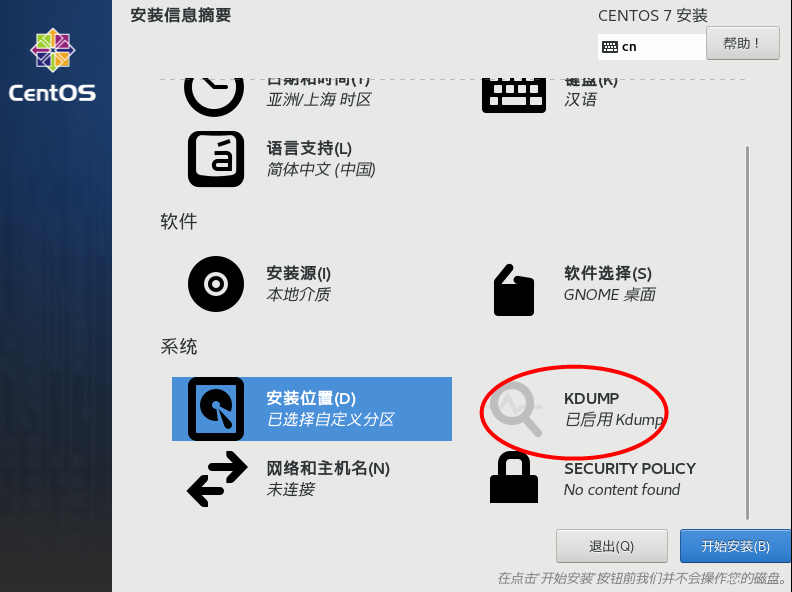 安装信息摘要
CENTOS 7 安装
cn
帮助！
CentOS
日期和时间(T)
亚洲/上海 时区
键盘(K)
汉语
á
语言支持(L)
简体中文 (中国)
软件
安装源(I)
本地介质
软件选择(S)
GNOME 桌面
系统
安装位置(D)
已选择自定义分区
KDUMP
已启用 Kdump
网络和主机名(N)
未连接
SECURITY POLICY
No content found
退出(Q)
开始安装(B)
在点击'开始安装'按钮前我们并不会操作您的磁盘。